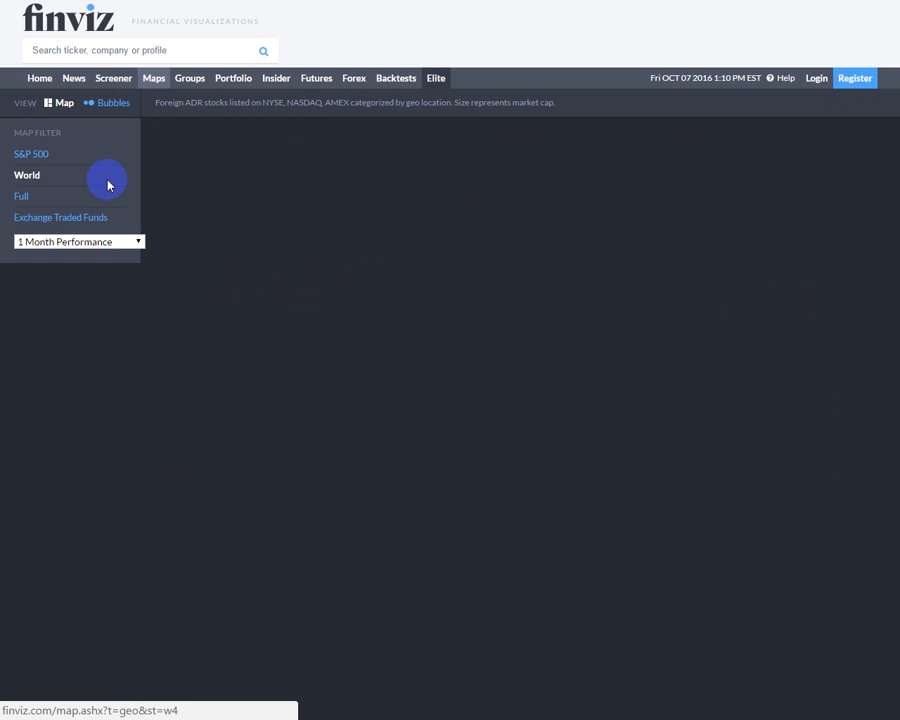 finviz FINANCIAL VISUALIZATIONS
Search ticker, company or profile
Home News Screener Maps Groups Portfolio Insider Futures Forex Backtests Elite Fri OCT 07 2016 1:10 PM EST Help Login Register
VIEW Map Bubbles Foreign ADR stocks listed on NYSE, NASDAQ, AMEX categorized by geo location. Size represents market cap.
MAP FILTER
S&P 500
World
Full
Exchange Traded Funds
1 Month Performance
finviz.com/map.ashx?t=geo&st=w4